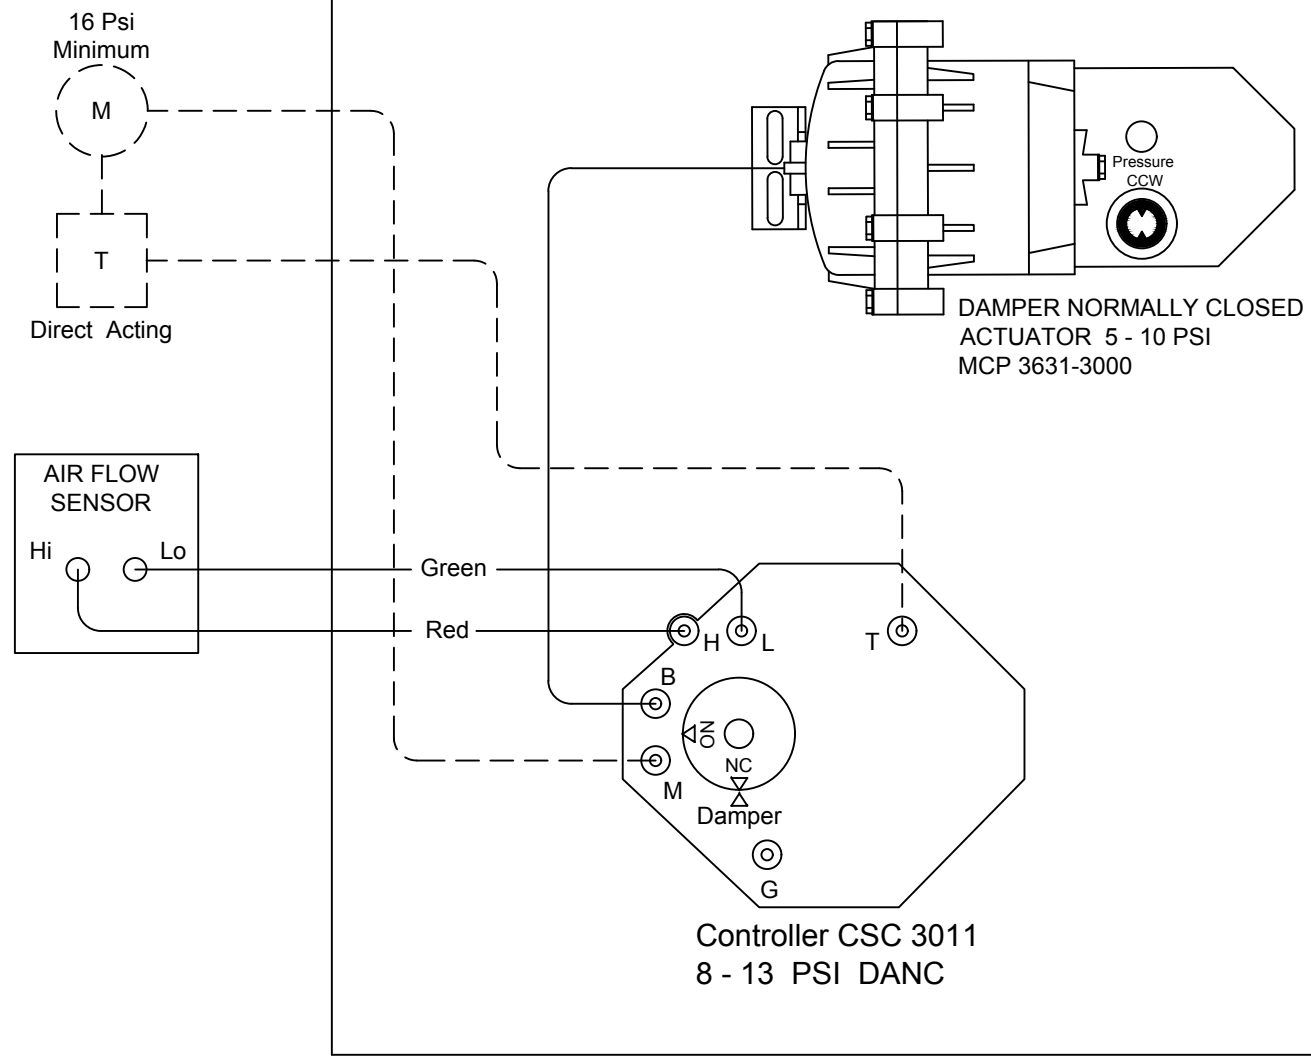 16 Psi
Minimum
M
T
Direct Acting
Pressure
CCW
DAMPER NORMALLY CLOSED
ACTUATOR 5 - 10 PSI
MCP 3631-3000
AIR FLOW
SENSOR
Hi
Lo
Green
Red
H
L
T
B
NO
NC
M
Damper
G
Controller CSC 3011
8 - 13 PSI DANC